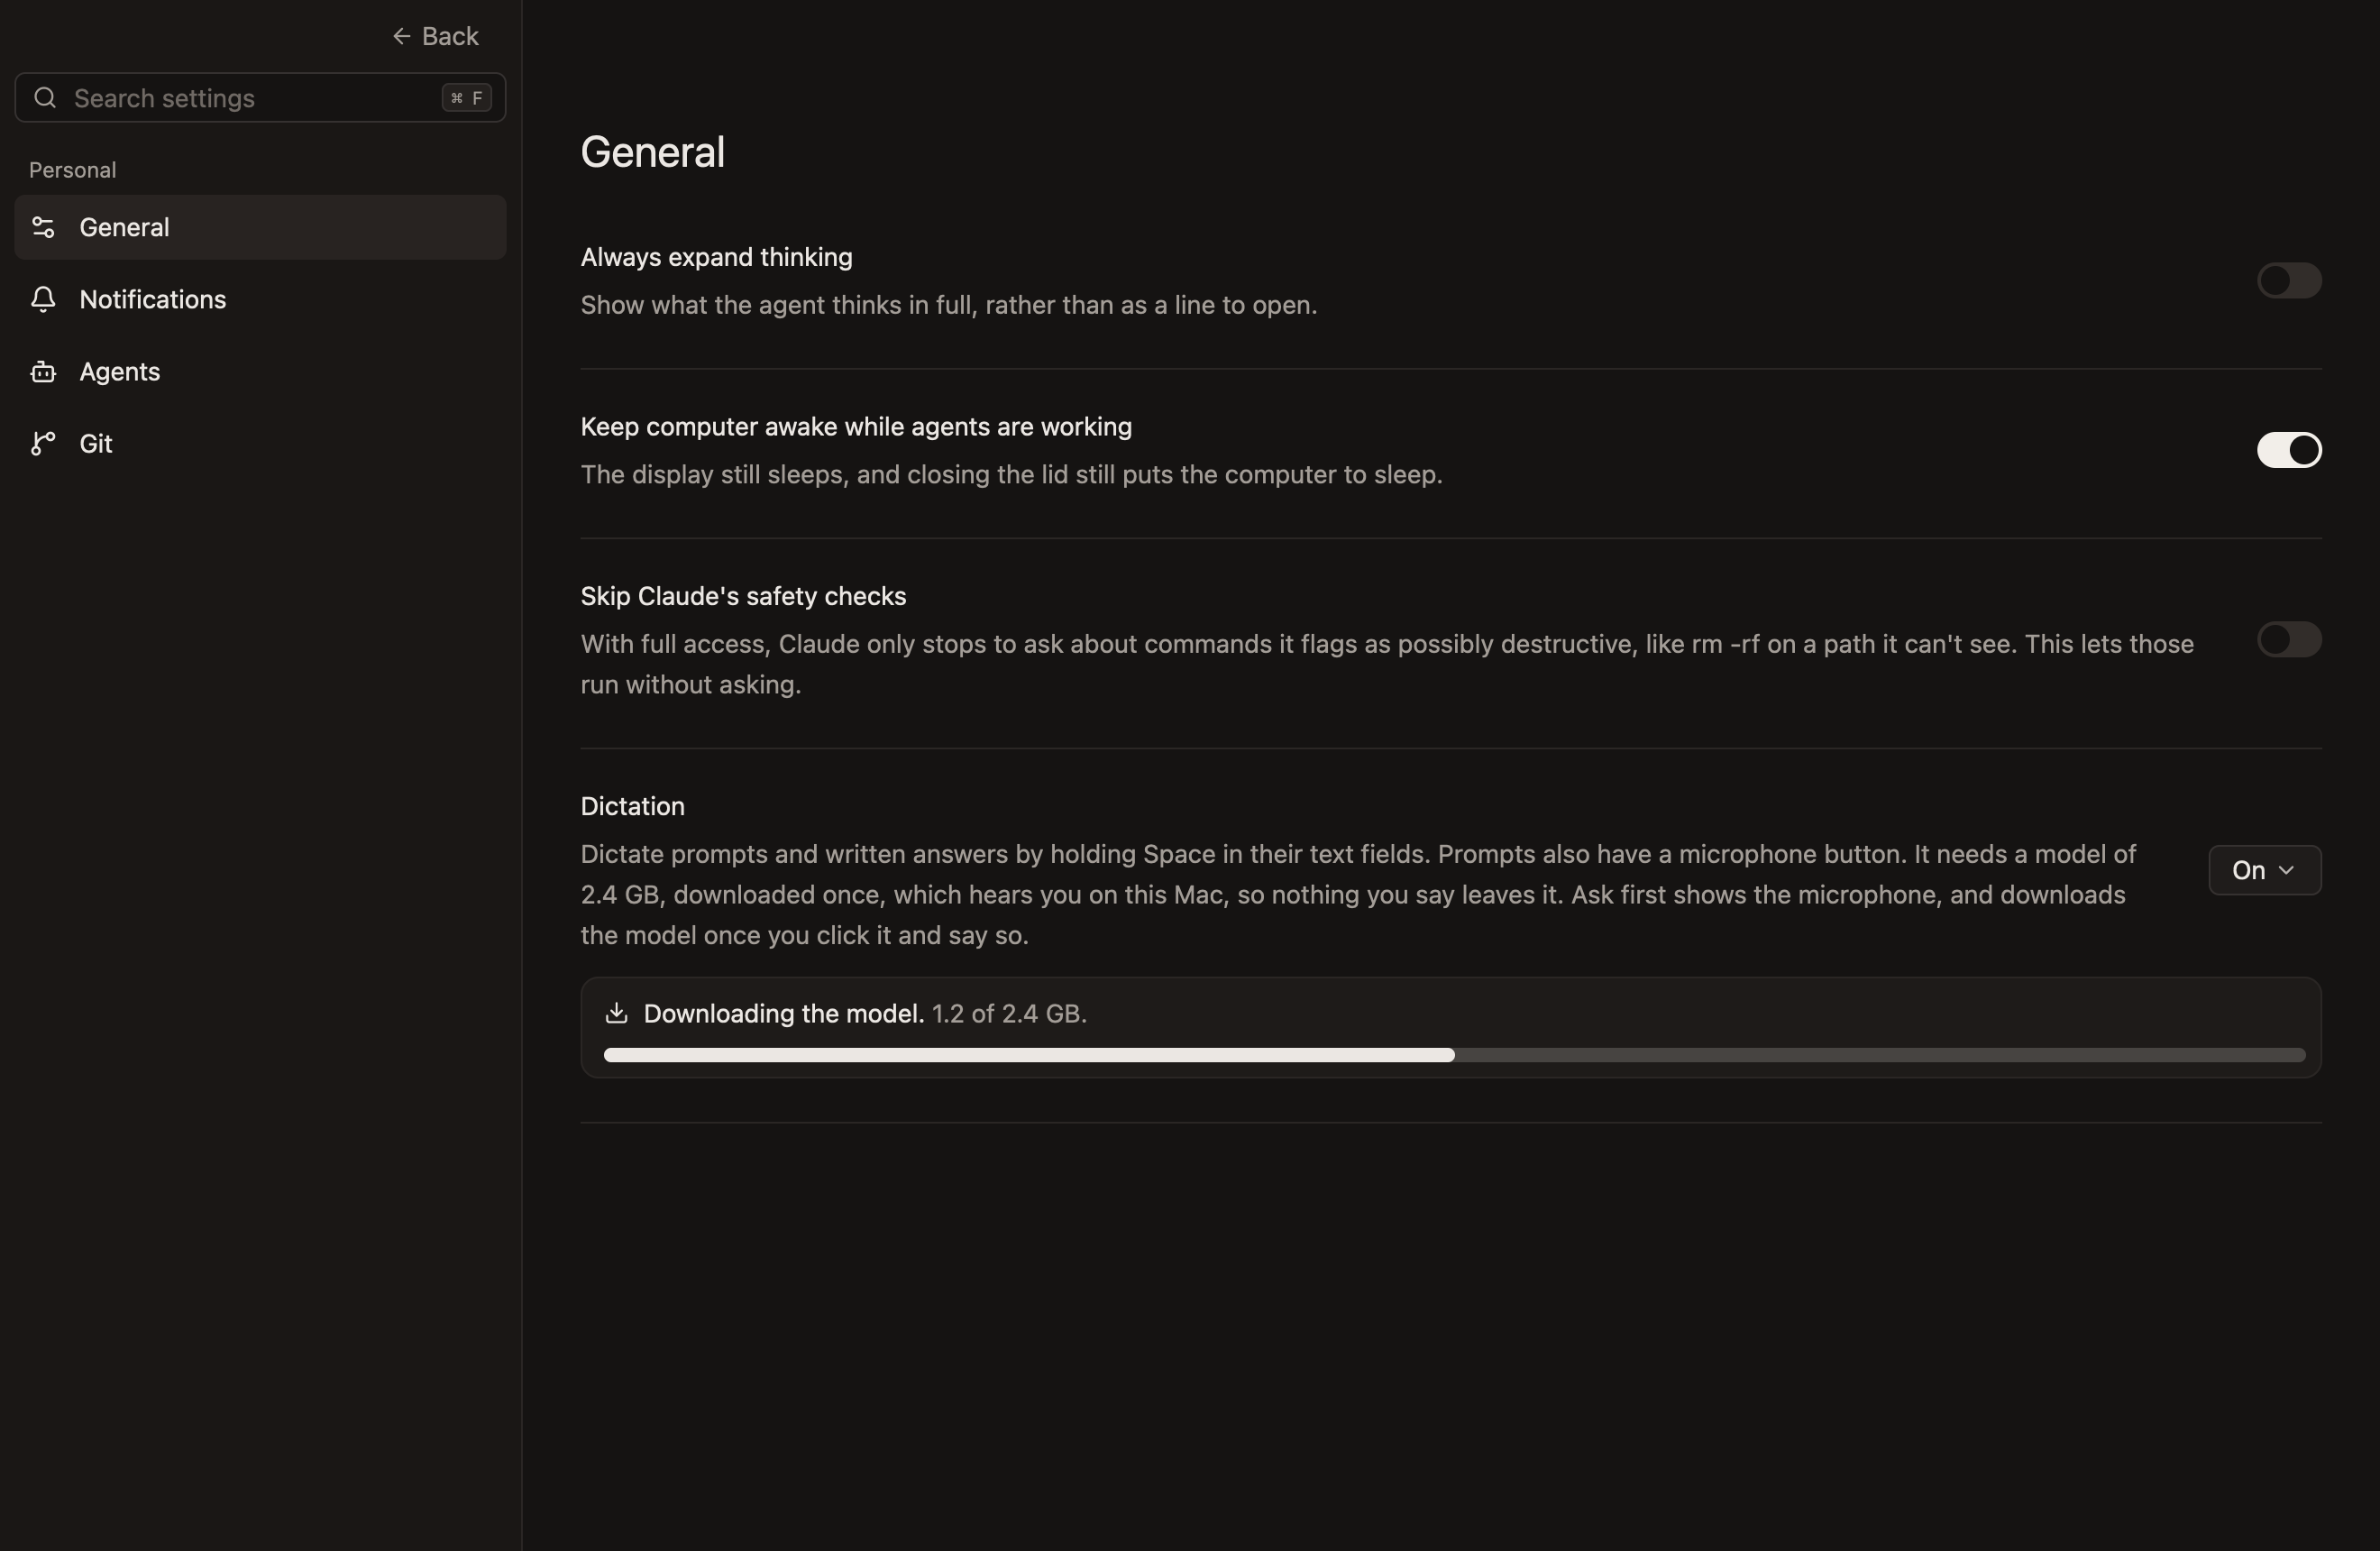 Back
Search settings
⌘ F
Personal
General
Notifications
Agents
Git
General
Always expand thinking
Show what the agent thinks in full, rather than as a line to open.
Keep computer awake while agents are working
The display still sleeps, and closing the lid still puts the computer to sleep.
Skip Claude's safety checks
With full access, Claude only stops to ask about commands it flags as possibly destructive, like rm -rf on a path it can't see. This lets those
run without asking.
Dictation
Dictate prompts and written answers by holding Space in their text fields. Prompts also have a microphone button. It needs a model of
2.4 GB, downloaded once, which hears you on this Mac, so nothing you say leaves it. Ask first shows the microphone, and downloads
the model once you click it and say so.
On
Downloading the model. 1.2 of 2.4 GB.